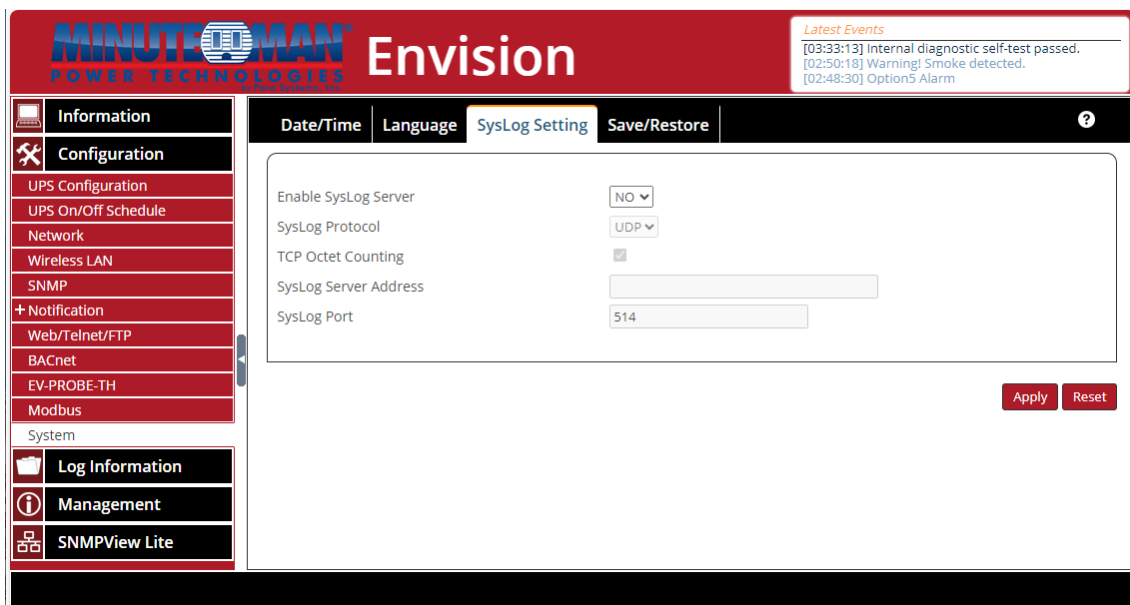 MINUTEMAN®
POWER TECHNOLOGIES
by Para Systems, Inc.
Envision
Latest Events
[03:33:13] Internal diagnostic self-test passed.
[02:50:18] Warning! Smoke detected.
[02:48:30] Option5 Alarm
Information
Configuration
UPS Configuration
UPS On/Off Schedule
Network
Wireless LAN
SNMP
+ Notification
Web/Telnet/FTP
BACnet
EV-PROBE-TH
Modbus
System
Log Information
Management
SNMPView Lite
Date/Time Language SysLog Setting Save/Restore ?
Enable SysLog Server NO
SysLog Protocol UDP
TCP Octet Counting
SysLog Server Address
SysLog Port 514
Apply Reset